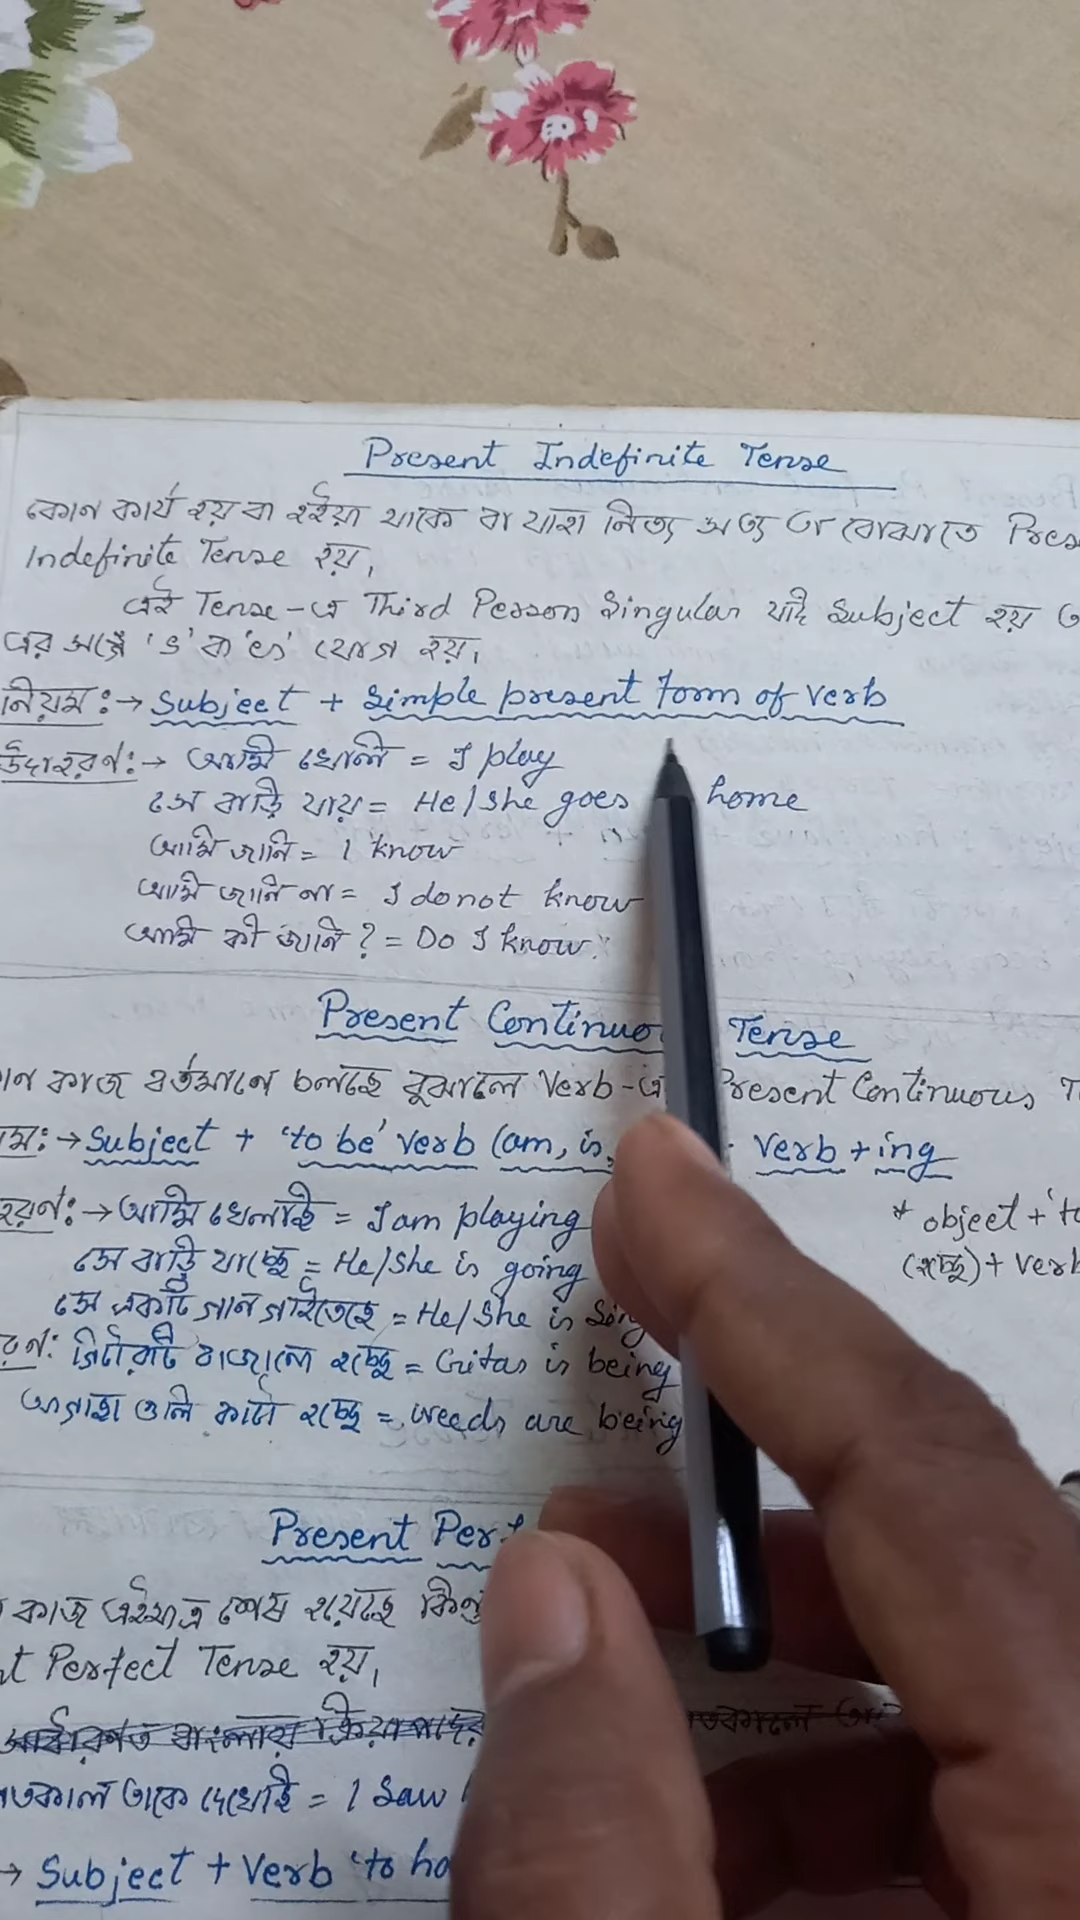 Present Indefinite Tense
কোন কার্য হয় বা হইয়া থাকে বা যাহা নিত্য সত্য তা বোঝাতে Pres
Indefinite Tense হয়,
এই Tense-এ Third Person Singular যদি Subject হয়
এর সঙ্গে 's' বা 'es' যোগ হয়,
নিয়ম :→ Subject + Simple present form of verb
উদাহরণ:→ আমি খেলি = I play
সে বাড়ি যায় = He/she goes home
আমি জানি = I know
আমি জানি না = I do not know
আমি কী জানি? = Do I know.
Present Continuo Tense
কাজ বর্তমানে চলছে বুঝালে Verb-এ Present Continuous T
→ Subject + 'to be' verb (am, is, verb + ing
→ আমি খেলছি = I am playing
* object + 't
সে বাড়ি যাচ্ছে = He/She is going
(হচ্ছে) + verb
সে একটি গান গাইতেছে = He/She is
গিটারটি বাজানো হচ্ছে = Guitar is being
আগাছা গুলি কাটা হচ্ছে = weeds are being
Present Per
কাজ এইমাত্র শেষ হয়েছে
t Perfect Tense হয়,
তাকে দেখেছি = I saw
→ Subject + Verb 'to ha